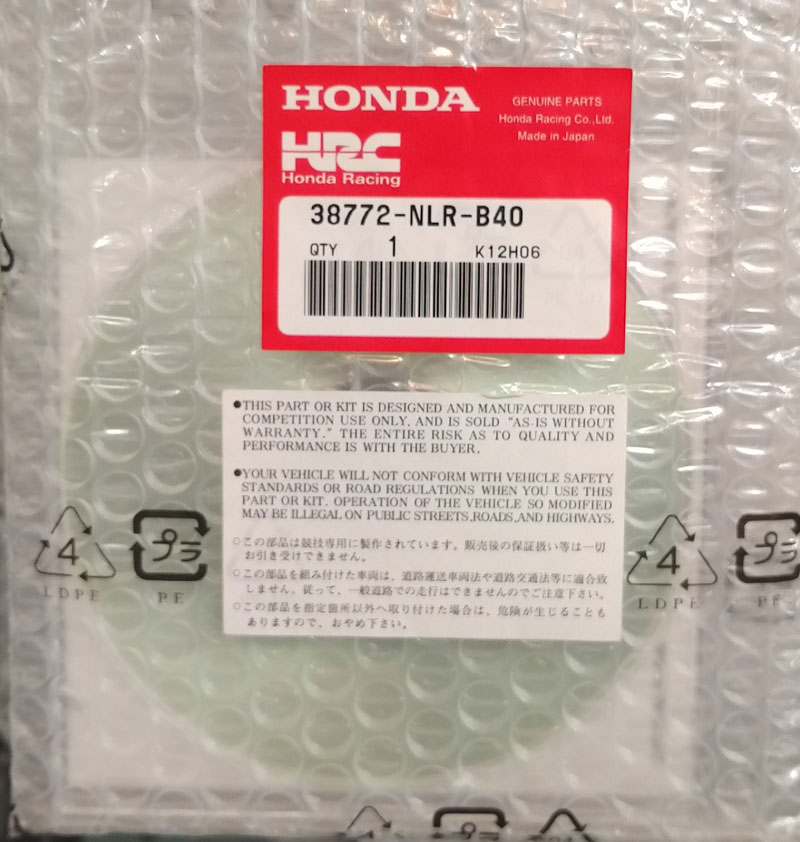 HONDA
GENUINE PARTS
Honda Racing Co.,Ltd.
Made in Japan
HRC
Honda Racing
38772-NLR-B40
QTY 1 K12H06
●THIS PART OR KIT IS DESIGNED AND MANUFACTURED FOR
COMPETITION USE ONLY, AND IS SOLD "AS-IS WITHOUT
WARRANTY." THE ENTIRE RISK AS TO QUALITY AND
PERFORMANCE IS WITH THE BUYER.
●YOUR VEHICLE WILL NOT CONFORM WITH VEHICLE SAFETY
STANDARDS OR ROAD REGULATIONS WHEN YOU USE THIS
PART OR KIT. OPERATION OF THE VEHICLE SO MODIFIED
MAY BE ILLEGAL ON PUBLIC STREETS,ROADS,AND HIGHWAYS.
○この部品は競技専用に製作されています。販売後の保証扱い等は一切
お引き受けできません。
○この部品を組み付けた車両は、道路運送車両法や道路交通法等に適合致
しません。従って、一般道路での走行はできませんのでご注意下さい。
○この部品を指定箇所以外へ取り付けた場合は、危険が生じることも
ありますので、おやめ下さい。
4
LDPE
プラ
PE
4
LDPE
プラ
PE